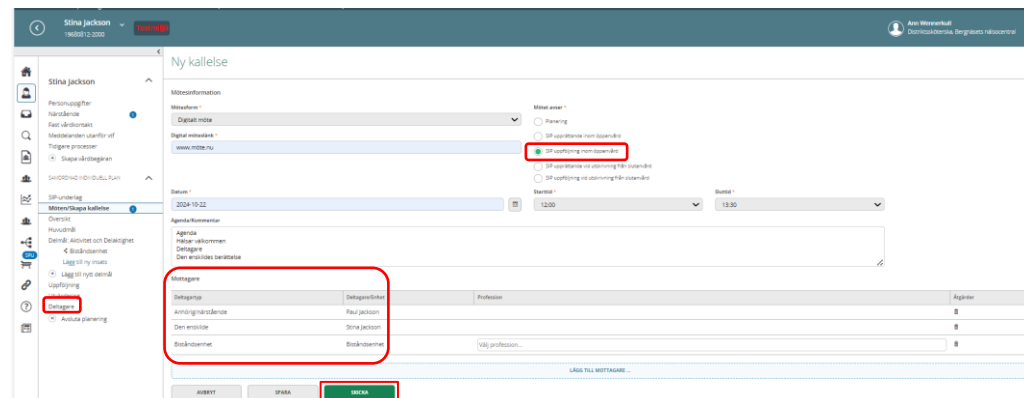 Stina Jackson
19680812-2000
Ann Wennerkull
Distriktssköterska, Bergnäsets hälsocentral
Ny kallelse
Stina Jackson
Personuppgifter
Närstående
Fast vårdkontakt
Meddelanden utanför vtf
Tidigare processer
Skapa vårdbegäran
SAMORDNAD INDIVIDUELL PLAN
SIP-underlag
Möten/Skapa kallelse
Översikt
Huvudmål
Delmål: Aktivitet och Delaktighet
Biståndsenhet
Lägg till ny insats
Lägg till nytt delmål
Uppföljning
Deltagare
Avsluta planering
SPU
Mötesinformation
Mötesform *
Digitalt möte
Digital möteslänk *
www.möte.nu
Mötet avser *
Planering
SIP upprättande inom öppenvård
SIP uppföljning inom öppenvård
SIP upprättande vid utskrivning från slutenvård
SIP uppföljning vid utskrivning från slutenvård
Datum *
2024-10-22
Starttid *
12:00
Sluttid *
13:30
Agenda/Kommentar
Agenda
Hälsar välkommen
Deltagare
Den enskildes berättelse
Mottagare
Deltagartyp Deltagare/Enhet Profession Åtgärder
Anhörig/närstående Paul Jackson
Den enskilde Stina Jackson
Biståndsenhet Biståndsenhet Välj profession...
LÄGG TILL MOTTAGARE ...
AVBRYT SPARA SKICKA